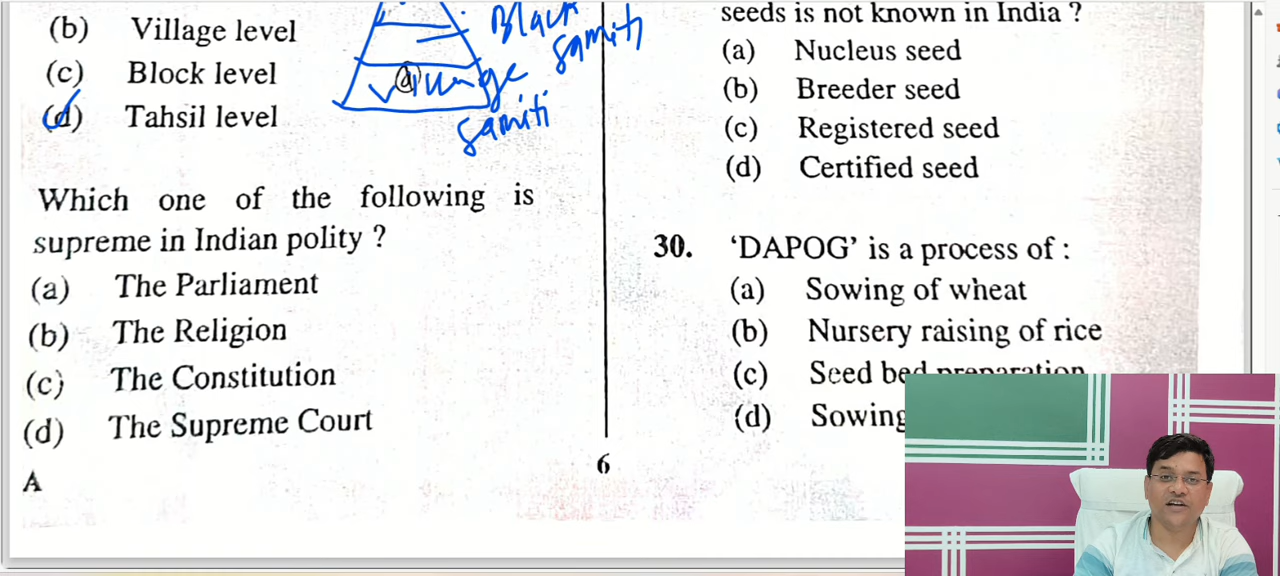 (b) Village level
(c) Block level
(d) Tahsil level
Block
samiti
(d)
samiti
Which one of the following is
supreme in Indian polity ?
(a) The Parliament
(b) The Religion
(c) The Constitution
(d) The Supreme Court
A
6
seeds is not known in India ?
(a) Nucleus seed
(b) Breeder seed
(c) Registered seed
(d) Certified seed
30. ‘DAPOG’ is a process of :
(a) Sowing of wheat
(b) Nursery raising of rice
(c) Seed bed preparation
(d) Sowing